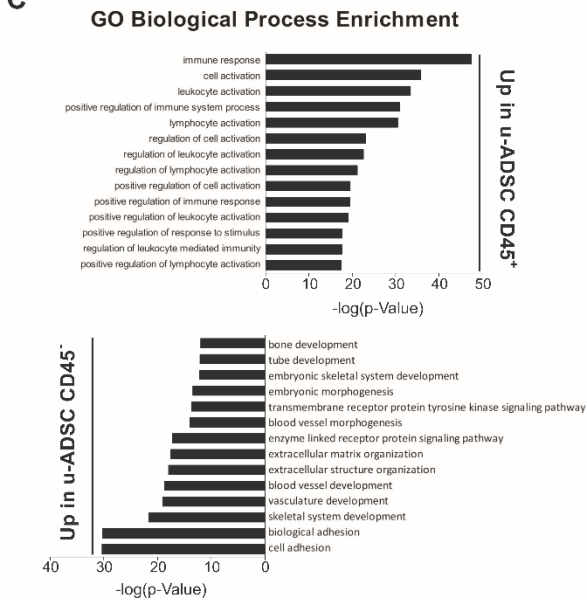 C
GO Biological Process Enrichment
immune response
cell activation
leukocyte activation
positive regulation of immune system process
lymphocyte activation
regulation of cell activation
regulation of leukocyte activation
regulation of lymphocyte activation
positive regulation of cell activation
positive regulation of immune response
positive regulation of leukocyte activation
positive regulation of response to stimulus
regulation of leukocyte mediated immunity
positive regulation of lymphocyte activation
0 10 20 30 40 50
-log(p-Value)
Up in u-ADSC CD45⁺
Up in u-ADSC CD45⁻
bone development
tube development
embryonic skeletal system development
embryonic morphogenesis
transmembrane receptor protein tyrosine kinase signaling pathway
blood vessel morphogenesis
enzyme linked receptor protein signaling pathway
extracellular matrix organization
extracellular structure organization
blood vessel development
vasculature development
skeletal system development
biological adhesion
cell adhesion
40 30 20 10 0
-log(p-Value)